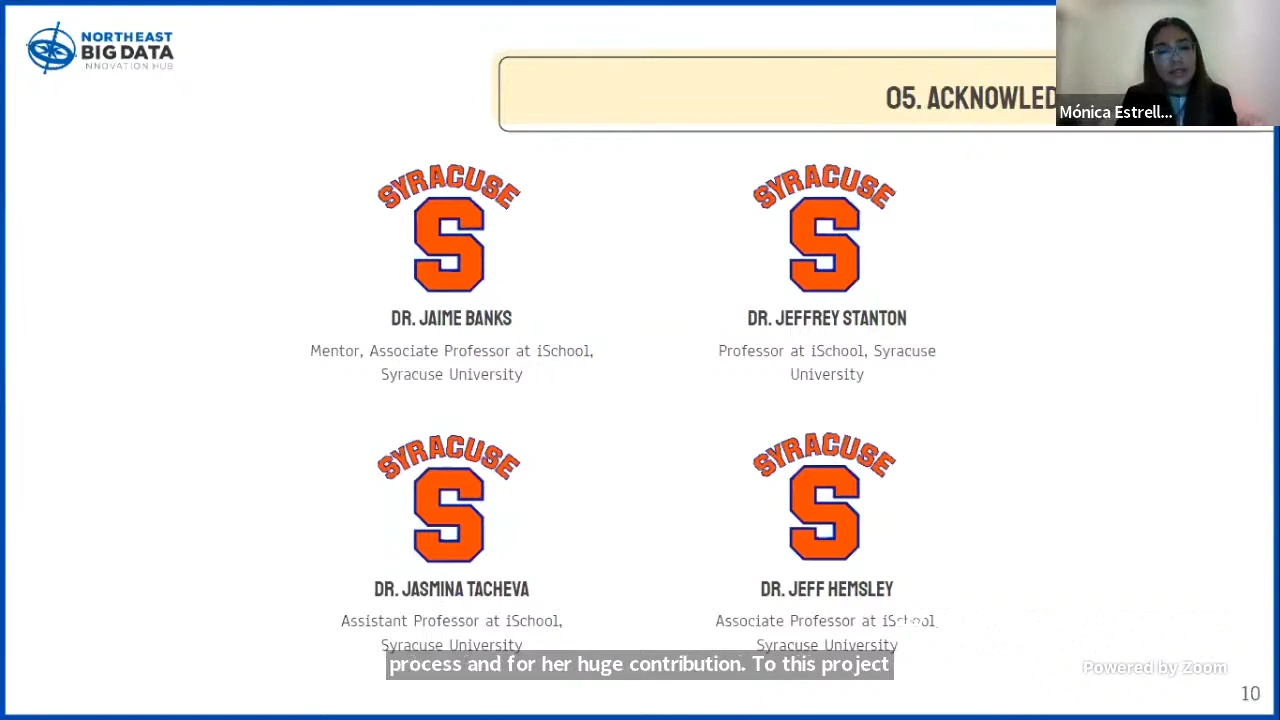 NORTHEAST
BIG DATA
INNOVATION HUB
05. ACKNOWLED
Mónica Estrell...
SYRACUSE
S
SYRACUSE
S
DR. JAIME BANKS
Mentor, Associate Professor at iSchool,
Syracuse University
DR. JEFFREY STANTON
Professor at iSchool, Syracuse
University
SYRACUSE
S
SYRACUSE
S
DR. JASMINA TACHEVA
Assistant Professor at iSchool,
Syracuse University
DR. JEFF HEMSLEY
Associate Professor at iSchool,
Syracuse University
process and for her huge contribution. To this project
Powered by Zoom
10